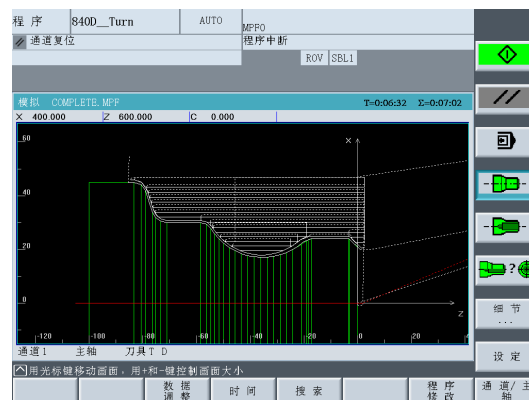 程 序 840D__Turn AUTO MPF0
通道复位 程序中断
ROV SBL1
模拟 COMPLETE.MPF T=0:06:32 Σ=0:07:02
X 400.000 Z 600.000 C 0.000
60
X
40
20
0
Z
-120 -100 -80 -60 -40 -20 0 20 40
通道1 主轴 刀具T D
用光标键移动画面，用+和-键控制画面大小
?
细 节
...
设 定
数 据
调 整
时 间
搜 索
程 序
修 改
通 道/ 主
轴